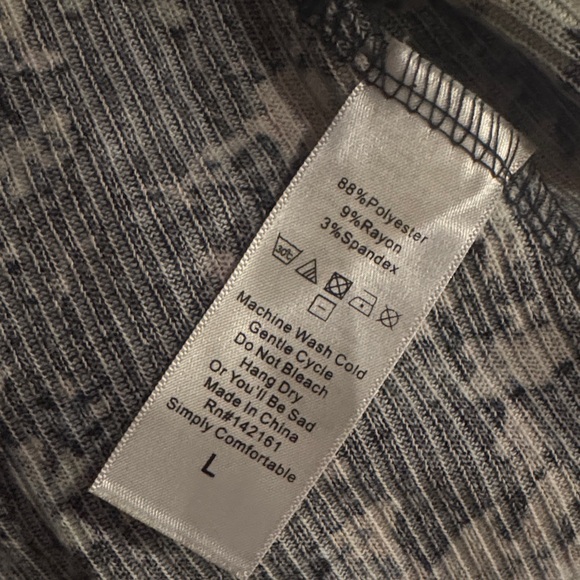 88%Polyester
9%Rayon
3%Spandex
30℃
Machine Wash Cold
Gentle Cycle
Do Not Bleach
Hang Dry
Or You'll Be Sad
Made In China
Rn#142161
Simply Comfortable
L